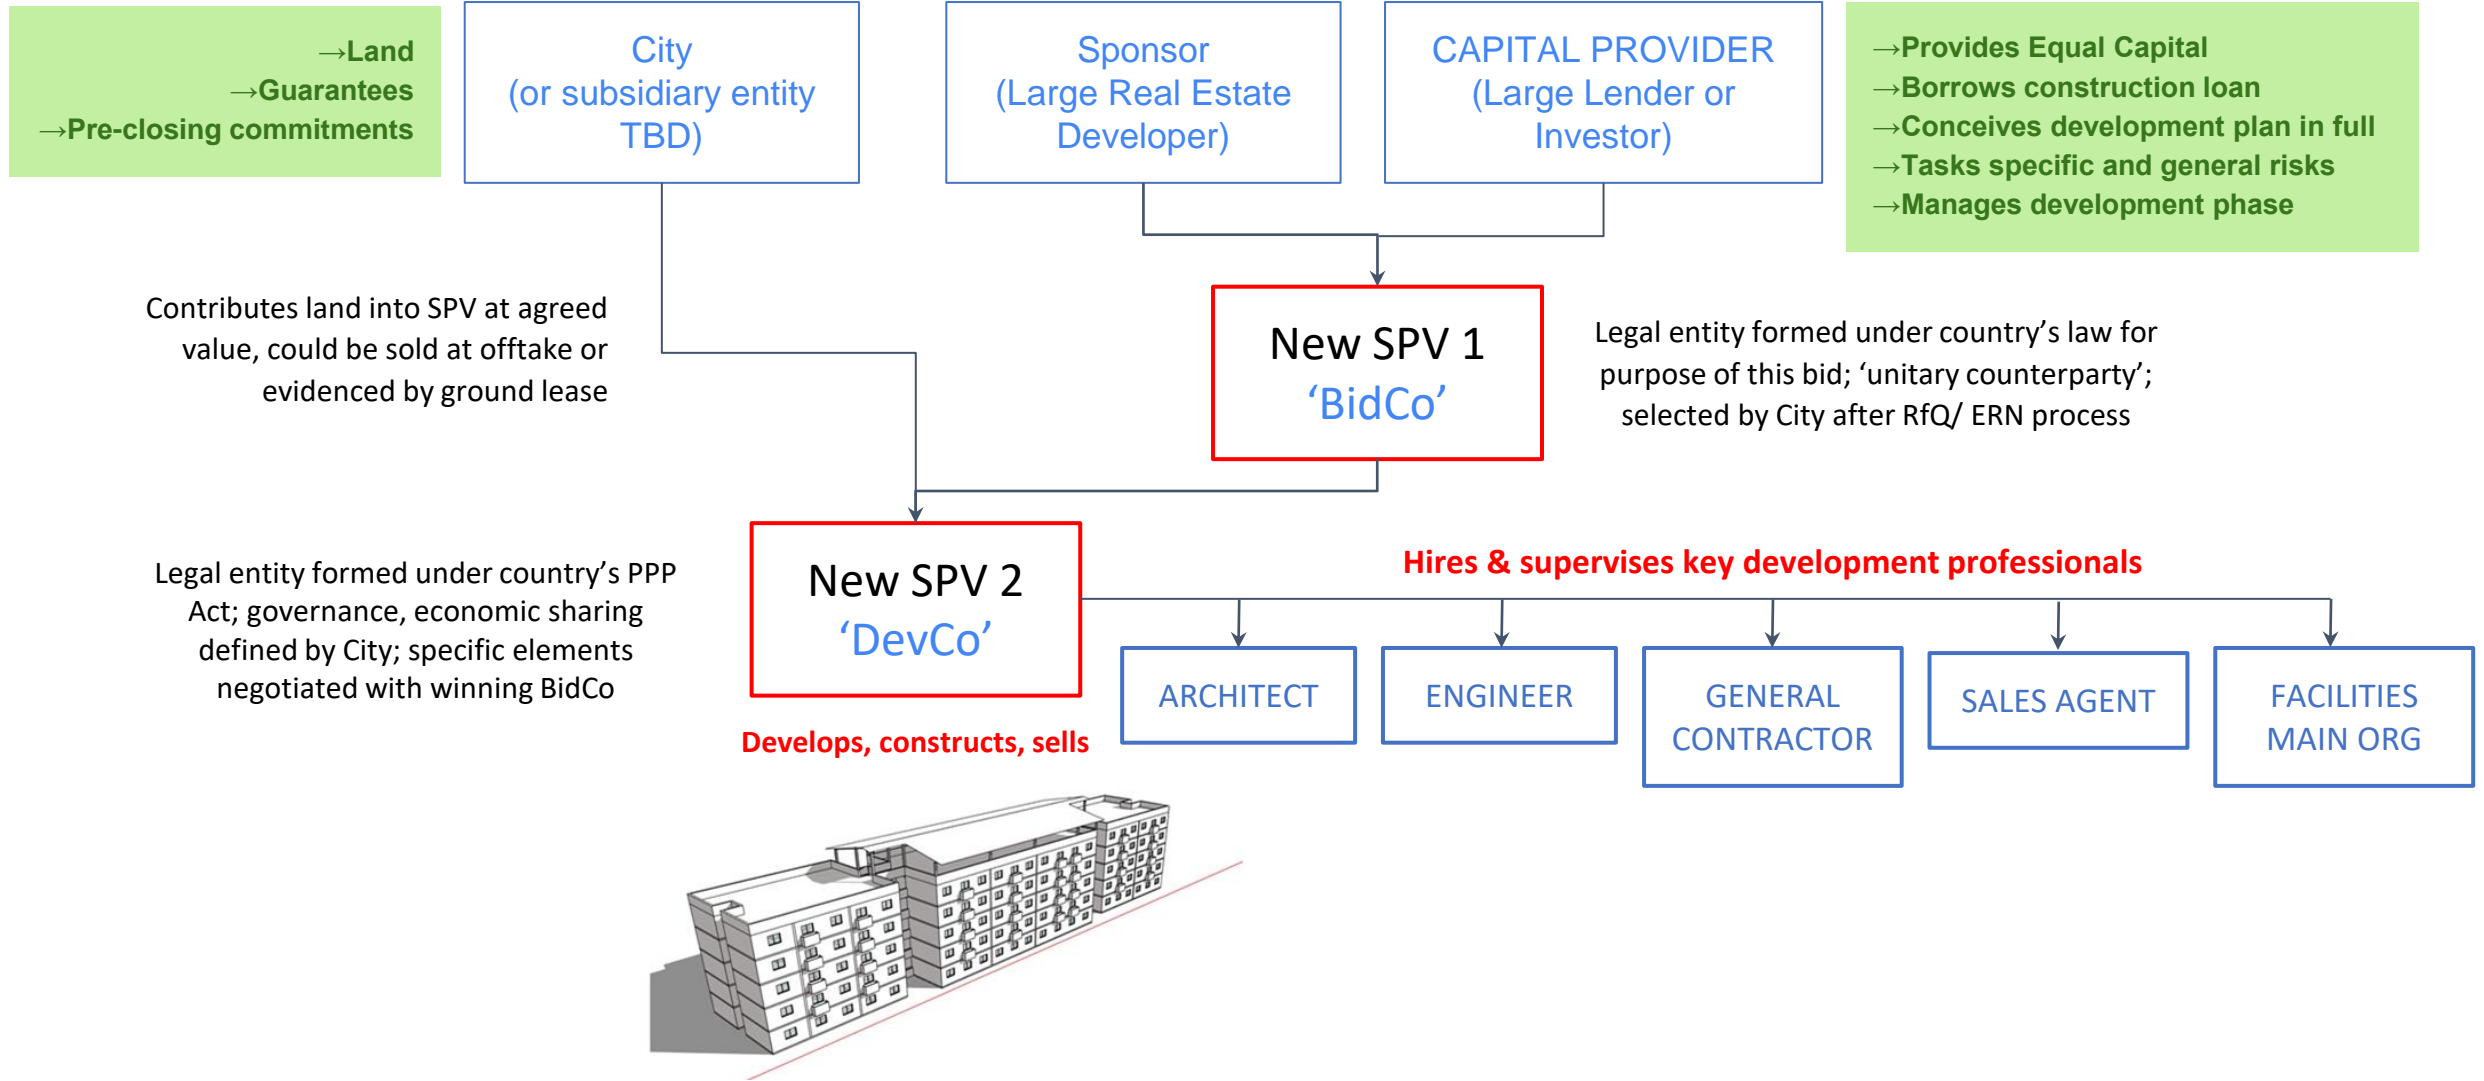 →Land
→Guarantees
→Pre-closing commitments
City
(or subsidiary entity
TBD)
Sponsor
(Large Real Estate
Developer)
CAPITAL PROVIDER
(Large Lender or
Investor)
→Provides Equal Capital
→Borrows construction loan
→Conceives development plan in full
→Tasks specific and general risks
→Manages development phase
Contributes land into SPV at agreed
value, could be sold at offtake or
evidenced by ground lease
New SPV 1
‘BidCo’
Legal entity formed under country’s law for
purpose of this bid; ‘unitary counterparty’;
selected by City after RfQ/ ERN process
Legal entity formed under country’s PPP
Act; governance, economic sharing
defined by City; specific elements
negotiated with winning BidCo
New SPV 2
‘DevCo’
Develops, constructs, sells
Hires & supervises key development professionals
ARCHITECT
ENGINEER
GENERAL
CONTRACTOR
SALES AGENT
FACILITIES
MAIN ORG